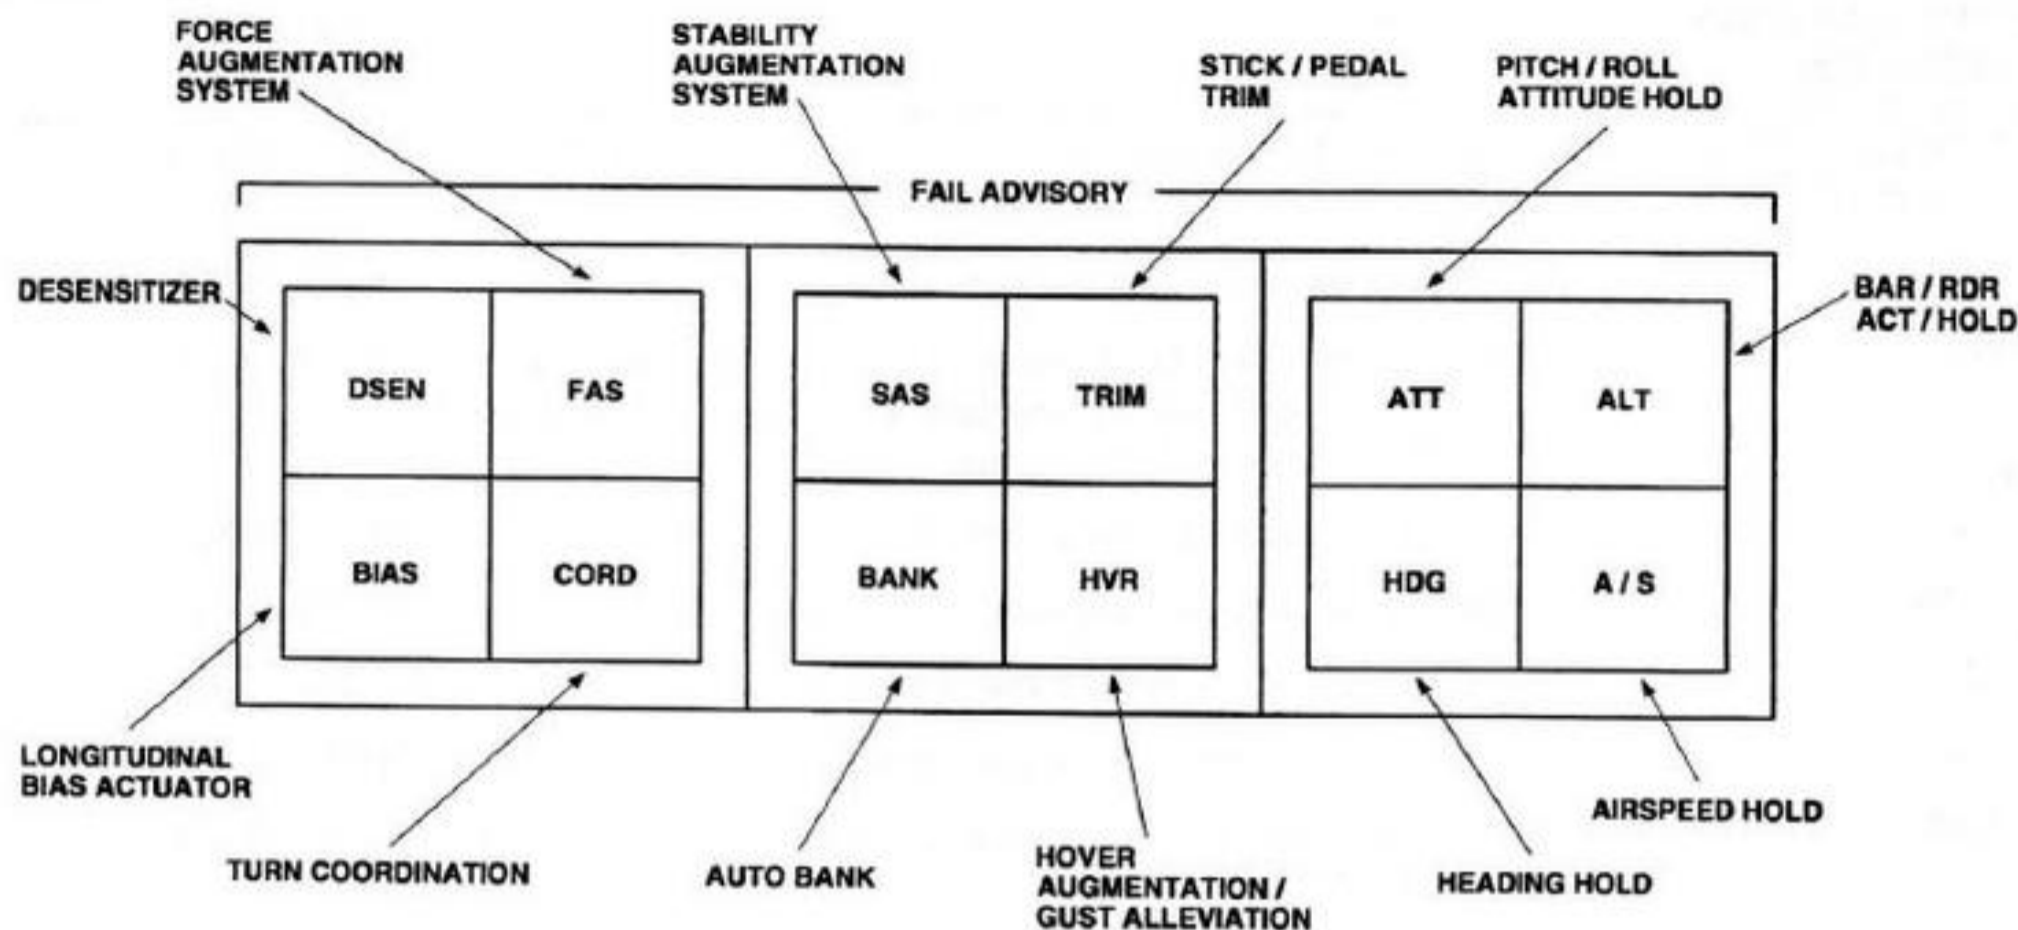 FORCE
AUGMENTATION
SYSTEM
STABILITY
AUGMENTATION
SYSTEM
STICK / PEDAL
TRIM
PITCH / ROLL
ATTITUDE HOLD
FAIL ADVISORY
DESENSITIZER
BAR / RDR
ACT / HOLD
DSEN FAS SAS TRIM ATT ALT
BIAS CORD BANK HVR HDG A / S
LONGITUDINAL
BIAS ACTUATOR
TURN COORDINATION
AUTO BANK
HOVER
AUGMENTATION /
GUST ALLEVIATION
HEADING HOLD
AIRSPEED HOLD